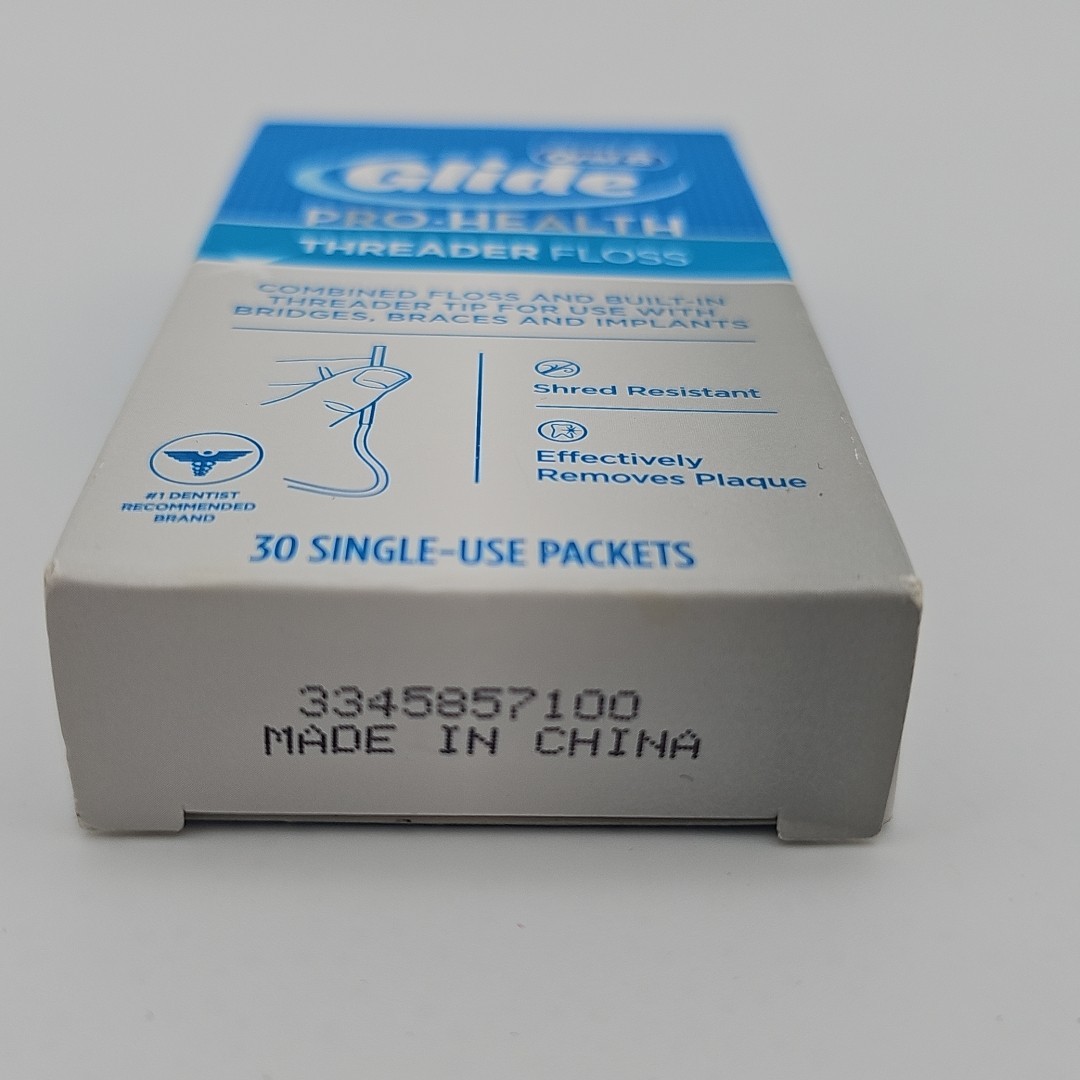 Oral-B
Glide
PRO-HEALTH
THREADER FLOSS
COMBINED FLOSS AND BUILT-IN
THREADER TIP FOR USE WITH
BRIDGES, BRACES AND IMPLANTS
Shred Resistant
Effectively
Removes Plaque
#1 DENTIST
RECOMMENDED
BRAND
30 SINGLE-USE PACKETS
3345857100
MADE IN CHINA